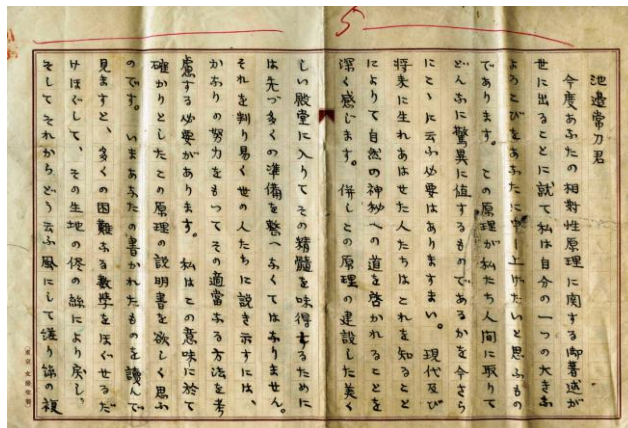 5
池邊常刀君
今度あなたの相對性原理に關する御著述が
世に出ることに就て私は自分の一つの大きな
よろこびをあなたに申し上げたいと思ふもの
であります。この原理が私たち人間に取りて
どんなに驚異に値するものであるかを今さら
にこゝに云ふ必要はありますまい。現代及び
將來に生れあはせた人たちはこれを知ること
によりて自然の神秘への道を啓かれることを
深く感じます。併しこの原理の建設した美く
しい殿堂に入りてその精髓を味得するために
は先づ多くの準備を整へなくてはありません。
それを判り易く世の人たちに説き示すには、
かなりの努力をもつてその適當なる方法を考
慮する必要があります。私はこの意味に於て
確かりとしたこの原理の説明書を欲しく思ふ
のです。いまあなたの書かれたものを讀んで
見ますと、多くの困難なる數學をほぐせるだ
けほぐして、その生地の侭の絲により戻し、
そしてそれからどう云ふ風にして縒り絲の複